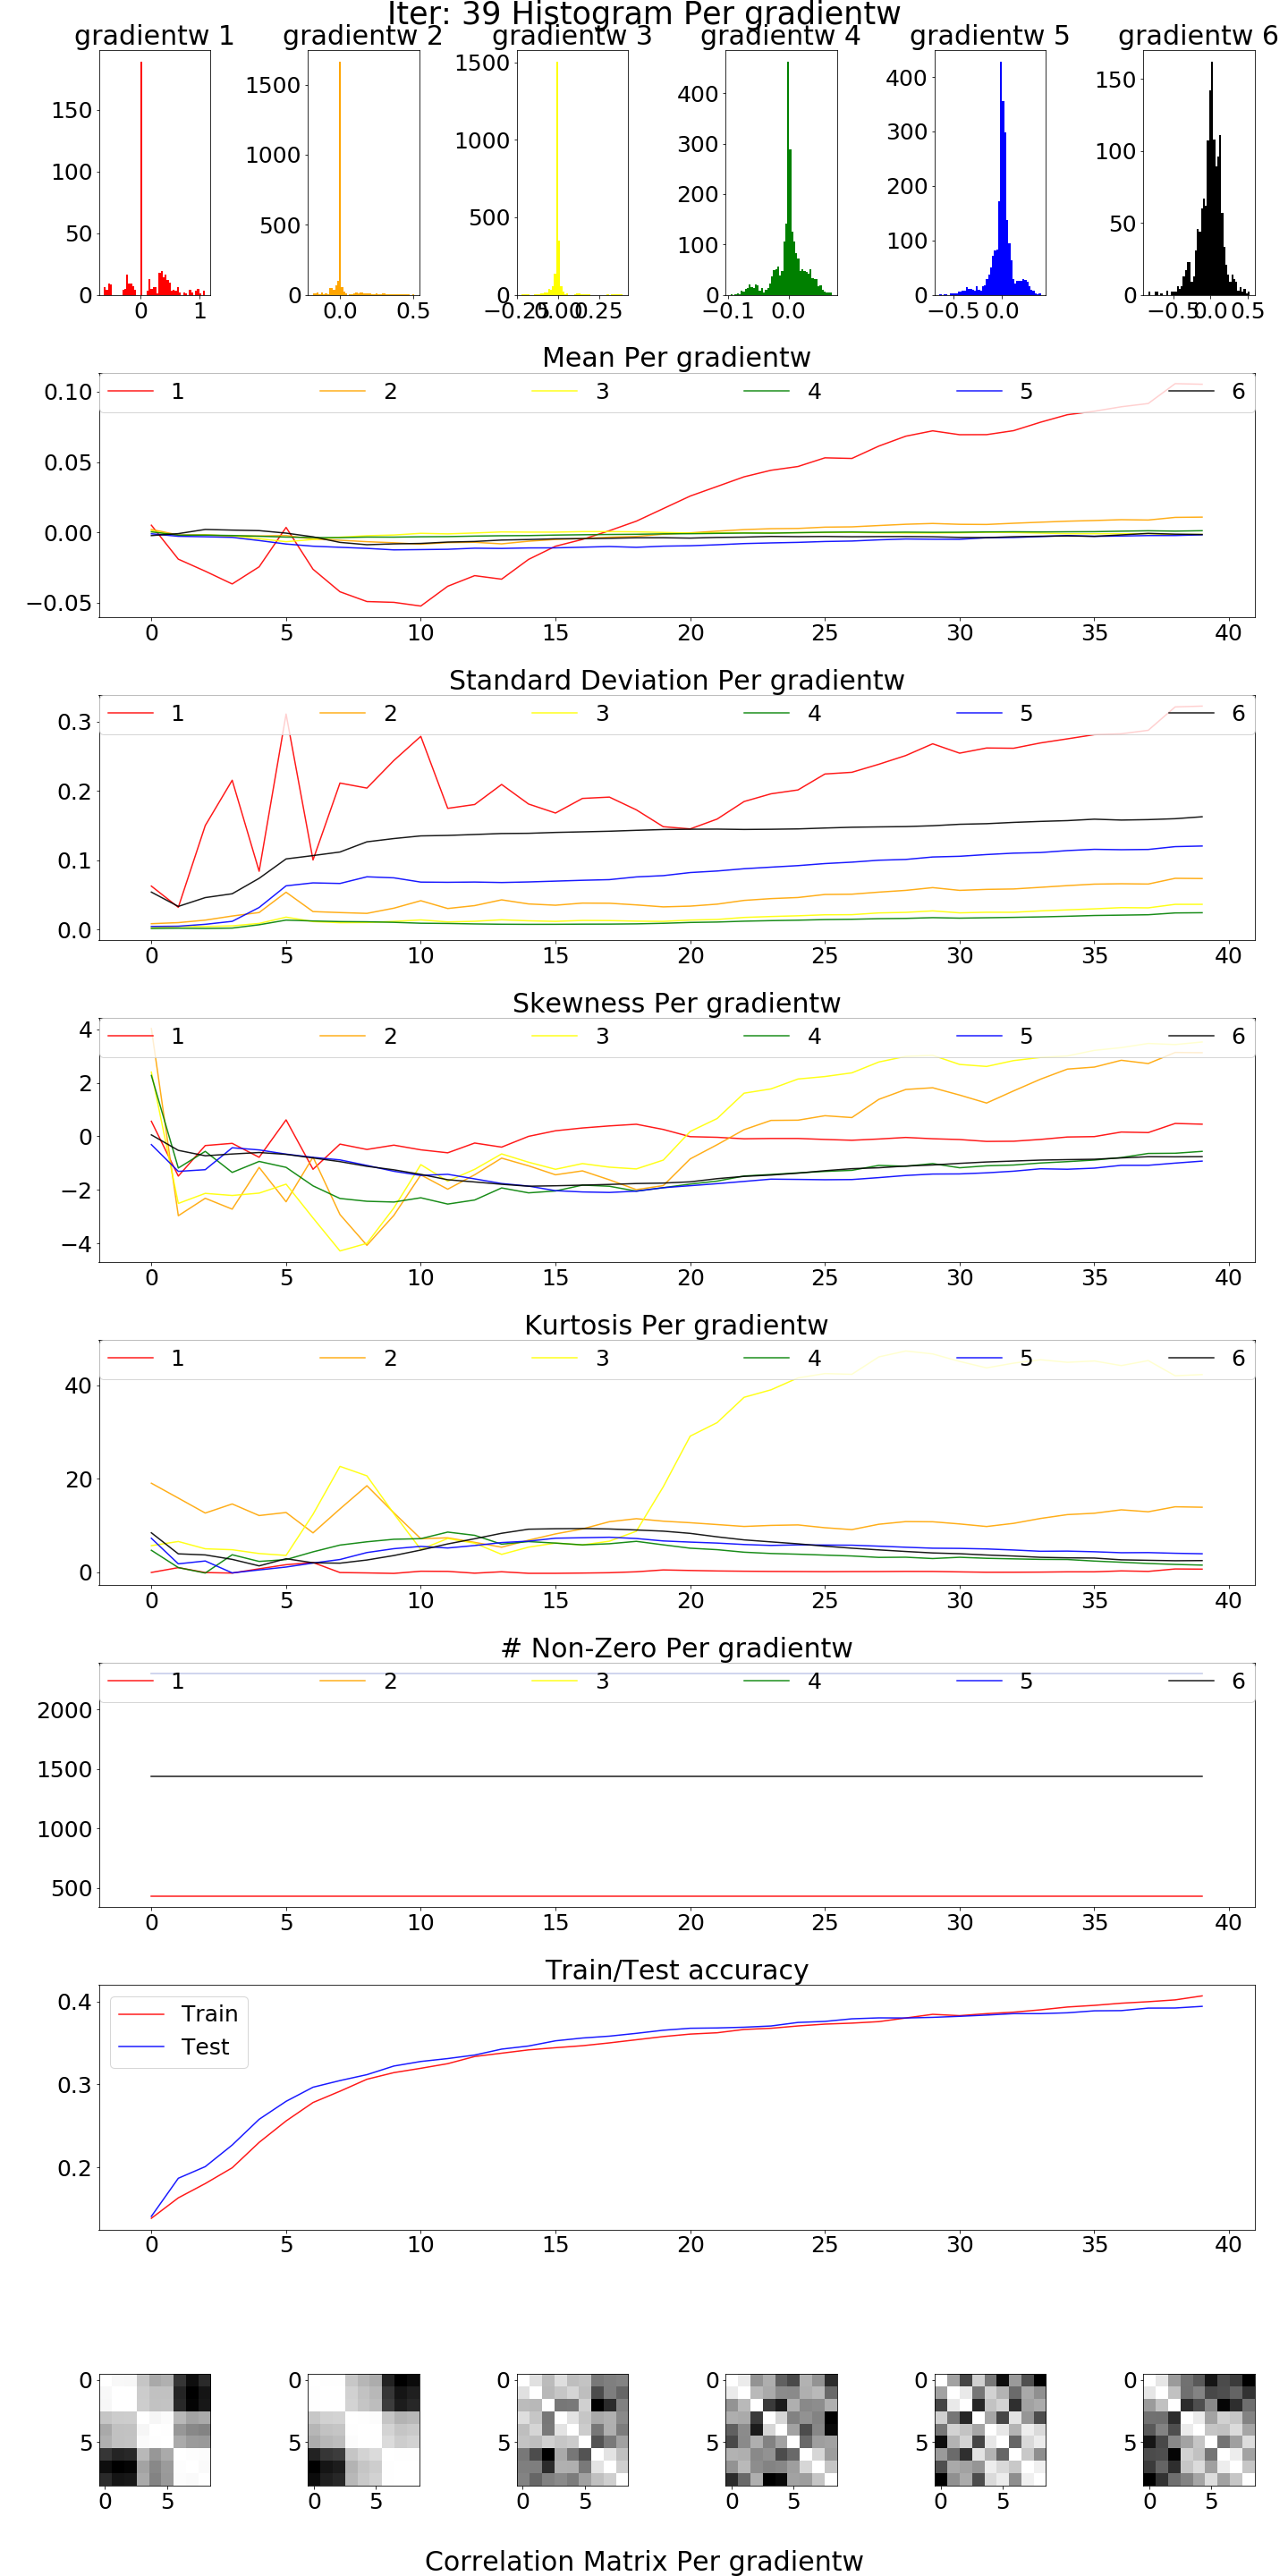 Iter: 39 Histogram Per gradientw
gradientw 1 gradientw 2 gradientw 3 gradientw 4 gradientw 5 gradientw 6
150 100 50 0
0 1
1500 1000 500 0
0.0 0.5
1500 1000 500 0
−0.25 0.00 0.25
400 300 200 100 0
−0.1 0.0
400 300 200 100 0
−0.5 0.0
150 100 50 0
−0.5 0.0 0.5
Mean Per gradientw
1 2 3 4 5 6
0.10
0.05
0.00
−0.05
0 5 10 15 20 25 30 35 40
Standard Deviation Per gradientw
1 2 3 4 5 6
0.3
0.2
0.1
0.0
0 5 10 15 20 25 30 35 40
Skewness Per gradientw
1 2 3 4 5 6
4
2
0
−2
−4
0 5 10 15 20 25 30 35 40
Kurtosis Per gradientw
1 2 3 4 5 6
40
20
0
0 5 10 15 20 25 30 35 40
# Non-Zero Per gradientw
1 2 3 4 5 6
2000
1500
1000
500
0 5 10 15 20 25 30 35 40
Train/Test accuracy
Train
Test
0.4
0.3
0.2
0 5 10 15 20 25 30 35 40
0 0 0 0 0 0
5 5 5 5 5 5
0 5 0 5 0 5 0 5 0 5 0 5
Correlation Matrix Per gradientw